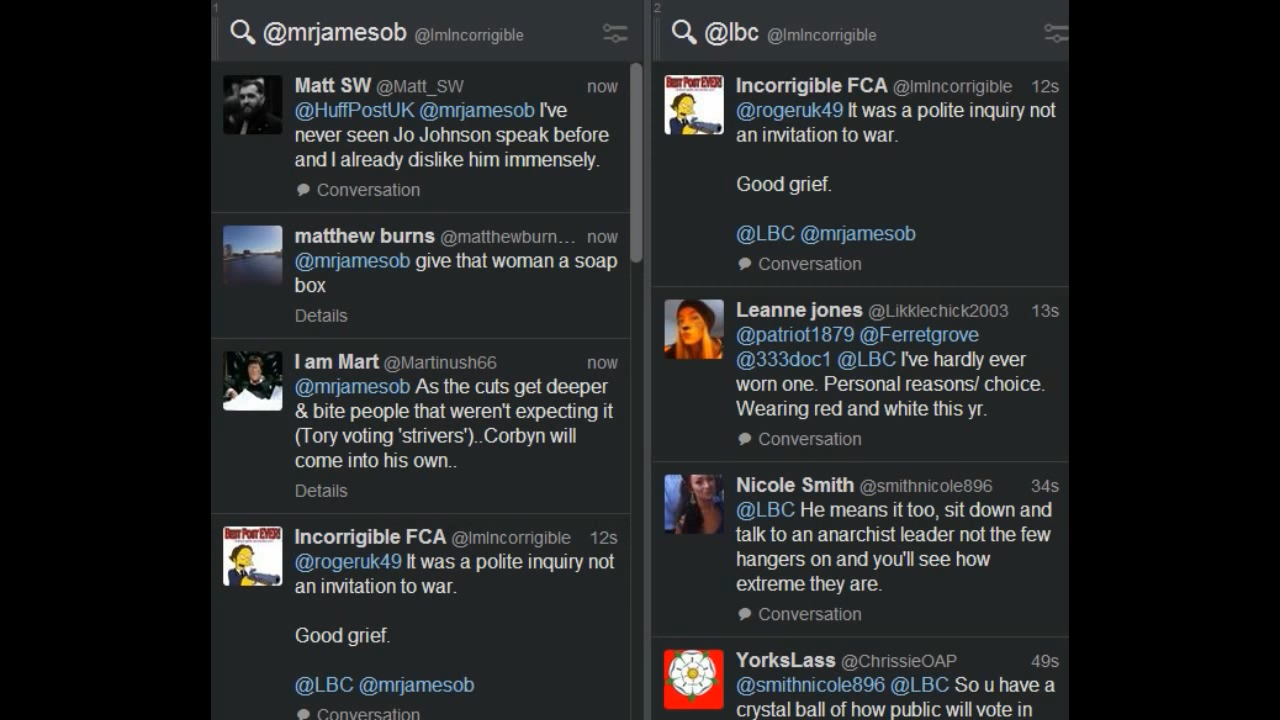 1
@mrjamesob @ImIncorrigible
Matt SW @Matt_SW now
@HuffPostUK @mrjamesob I've
never seen Jo Johnson speak before
and I already dislike him immensely.
Conversation
matthew burns @matthewburn... now
@mrjamesob give that woman a soap
box
Details
I am Mart @Martinush66 now
@mrjamesob As the cuts get deeper
& bite people that weren't expecting it
(Tory voting 'strivers')..Corbyn will
come into his own..
Details
BEST POST EVER!
Incorrigible FCA @ImIncorrigible 12s
@rogeruk49 It was a polite inquiry not
an invitation to war.
Good grief.
@LBC @mrjamesob
Conversation
2
@lbc @ImIncorrigible
BEST POST EVER!
Incorrigible FCA @ImIncorrigible 12s
@rogeruk49 It was a polite inquiry not
an invitation to war.
Good grief.
@LBC @mrjamesob
Conversation
Leanne jones @Likklechick2003 13s
@patriot1879 @Ferretgrove
@333doc1 @LBC I've hardly ever
worn one. Personal reasons/ choice.
Wearing red and white this yr.
Conversation
Nicole Smith @smithnicole896 34s
@LBC He means it too, sit down and
talk to an anarchist leader not the few
hangers on and you'll see how
extreme they are.
Conversation
YorksLass @ChrissieOAP 49s
@smithnicole896 @LBC So u have a
crystal ball of how public will vote in